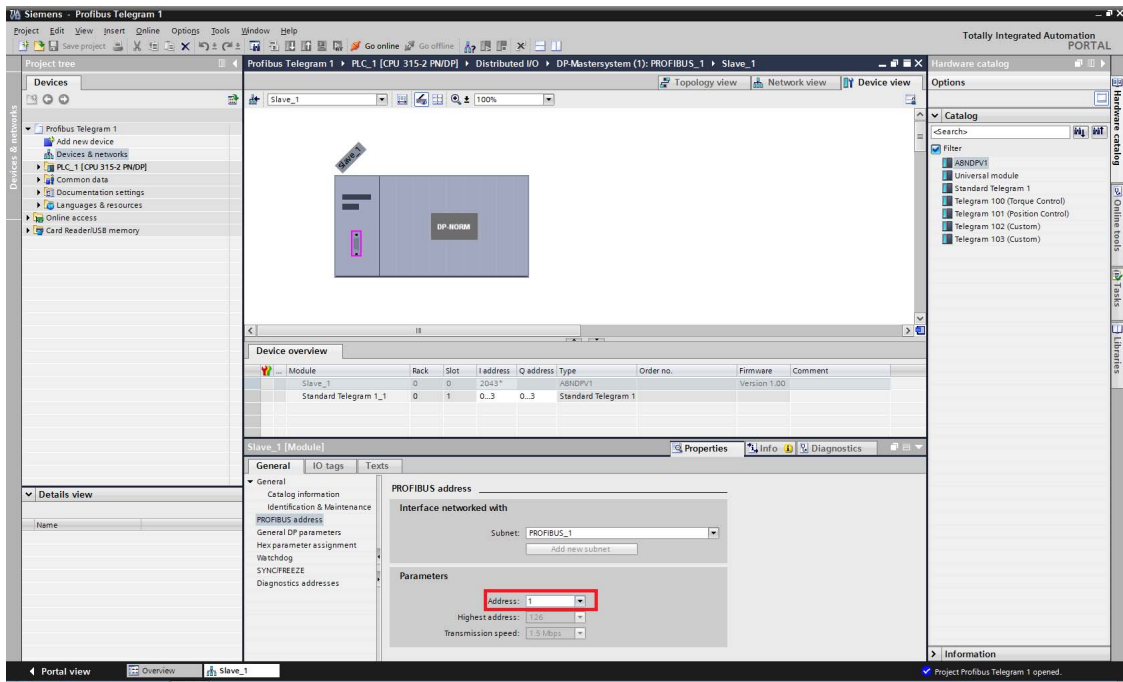 Siemens - Profibus Telegram 1
Project Edit View Insert Online Options Tools Window Help
Save project Go online Go offline
Totally Integrated Automation
PORTAL
Project tree
Devices
Profibus Telegram 1
Add new device
Devices & networks
PLC_1 [CPU 315-2 PN/DP]
Common data
Documentation settings
Languages & resources
Online access
Card Reader/USB memory
Details view
Name
Devices & networks
Profibus Telegram 1 PLC_1 [CPU 315-2 PN/DP] Distributed I/O DP-Mastersystem (1): PROFIBUS_1 Slave_1
Topology view Network view Device view
Slave_1 100%
Slave_1
DP-NORM
Device overview
... Module Rack Slot I address Q address Type Order no. Firmware Comment
Slave_1 0 0 2043* ABNDPV1 Version 1.00
Standard Telegram 1_1 0 1 0...3 0...3 Standard Telegram 1
Slave_1 [Module]
Properties Info Diagnostics
General IO tags Texts
General
Catalog information
Identification & Maintenance
PROFIBUS address
General DP parameters
Hex parameter assignment
Watchdog
SYNC/FREEZE
Diagnostics addresses
PROFIBUS address
Interface networked with
Subnet: PROFIBUS_1
Add new subnet
Parameters
Address: 1
Highest address: 126
Transmission speed: 1.5 Mbps
Hardware catalog
Options
Catalog
<Search>
Filter
ABNDPV1
Universal module
Standard Telegram 1
Telegram 100 (Torque Control)
Telegram 101 (Position Control)
Telegram 102 (Custom)
Telegram 103 (Custom)
Information
Hardware catalog
Online tools
Tasks
Libraries
Portal view Overview Slave_1
Project Profibus Telegram 1 opened.